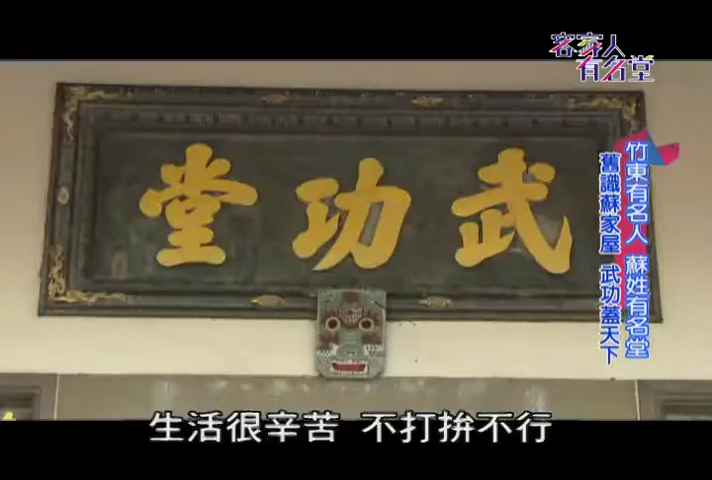 客客人
有名堂
竹東有名人 蘇姓有名堂
舊識蘇家屋 武功蓋天下
武功堂
生活很辛苦 不打拚不行